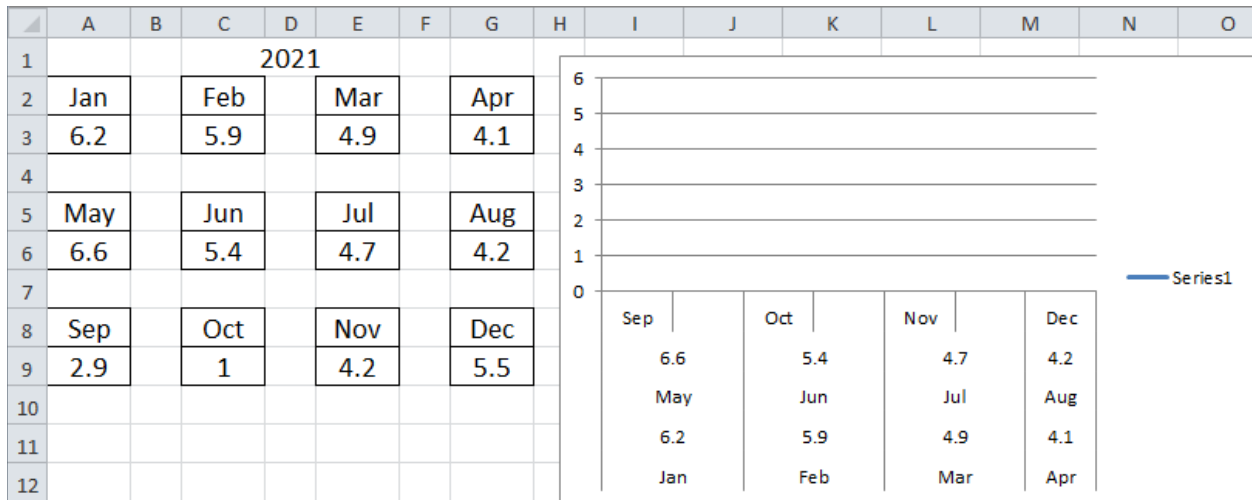 A B C D E F G H I J K L M N O
1 2021
2 Jan Feb Mar Apr
3 6.2 5.9 4.9 4.1
4
5 May Jun Jul Aug
6 6.6 5.4 4.7 4.2
7
8 Sep Oct Nov Dec
9 2.9 1 4.2 5.5
10
11
12
6
5
4
3
2
1
0
Series1
Sep Oct Nov Dec
6.6 5.4 4.7 4.2
May Jun Jul Aug
6.2 5.9 4.9 4.1
Jan Feb Mar Apr